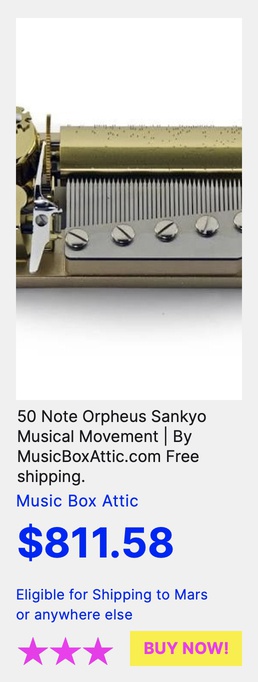 50 Note Orpheus Sankyo
Musical Movement | By
MusicBoxAttic.com Free
shipping.
Music Box Attic
$811.58
Eligible for Shipping to Mars
or anywhere else
BUY NOW!